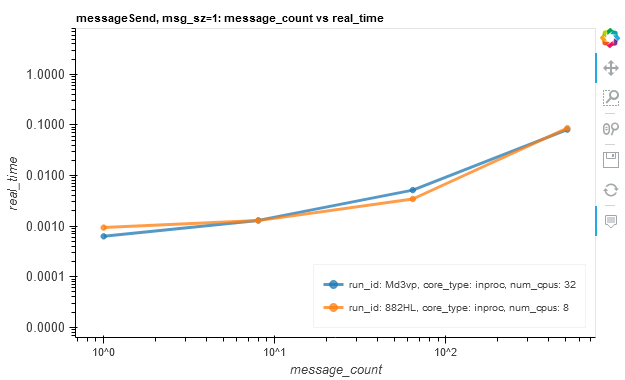 messageSend, msg_sz=1: message_count vs real_time
1.0000
0.1000
0.0100
0.0010
0.0001
0.0000
real_time
run_id: Md3vp, core_type: inproc, num_cpus: 32
run_id: 882HL, core_type: inproc, num_cpus: 8
10^0
10^1
10^2
message_count